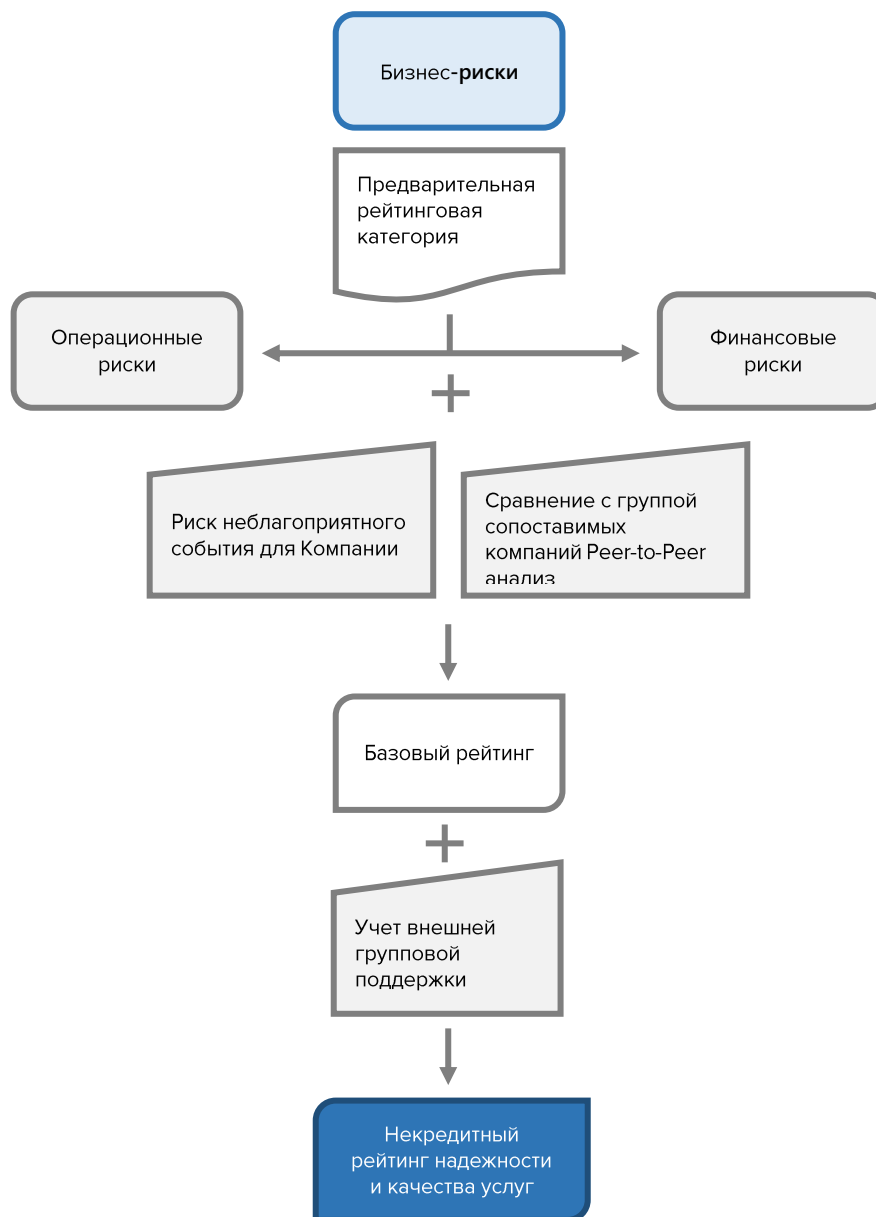 Бизнес-риски
Предварительная
рейтинговая
категория
Операционные
риски
Финансовые
риски
Риск неблагоприятного
события для Компании
Сравнение с группой
сопоставимых
компаний Peer-to-Peer
анализ
Базовый рейтинг
Учет внешней
групповой
поддержки
Некредитный
рейтинг надежности
и качества услуг